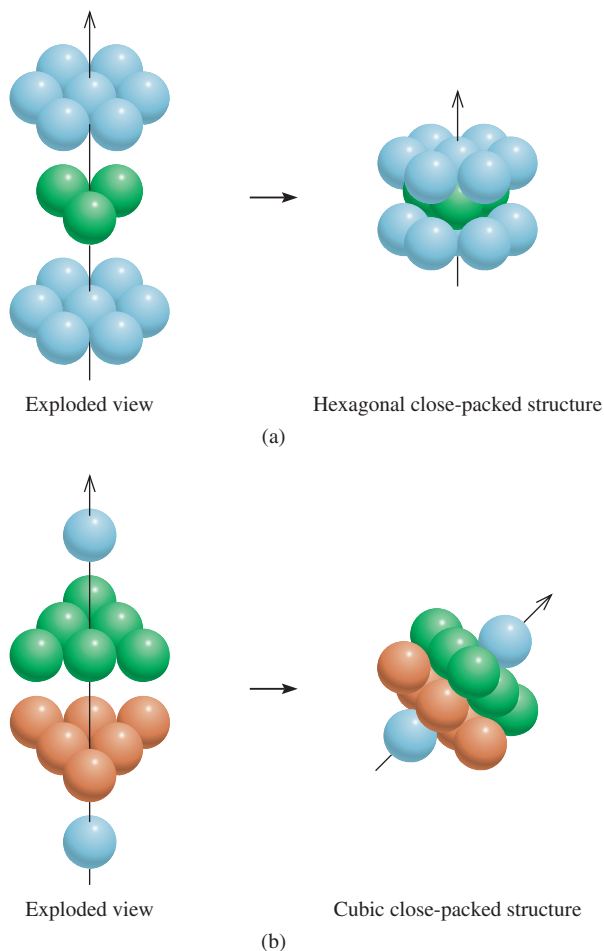 Exploded view
Hexagonal close-packed structure
(a)
Exploded view
Cubic close-packed structure
(b)